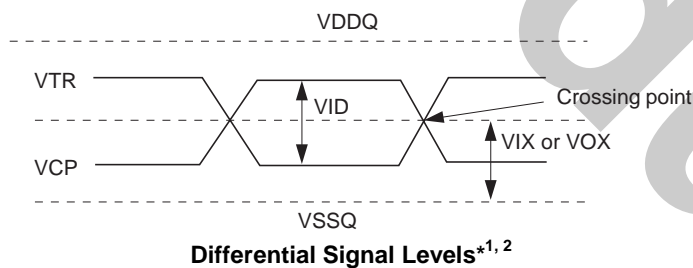 VDDQ
VTR
VID
Crossing point
VIX or VOX
VCP
VSSQ
Differential Signal Levels*1, 2